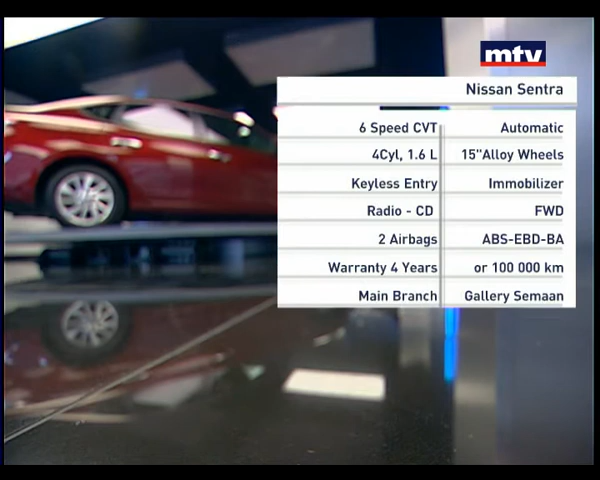 mtv
Nissan Sentra
6 Speed CVT Automatic
4Cyl, 1.6 L 15"Alloy Wheels
Keyless Entry Immobilizer
Radio - CD FWD
2 Airbags ABS-EBD-BA
Warranty 4 Years or 100 000 km
Main Branch Gallery Semaan